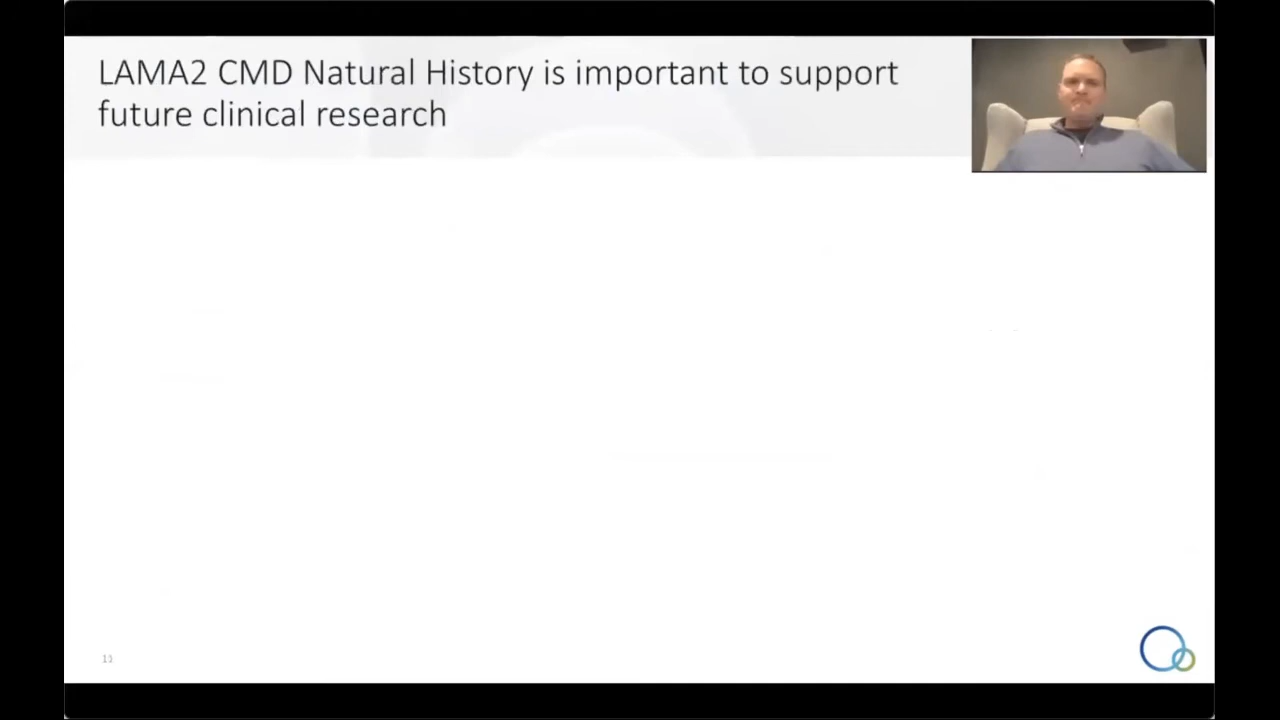 LAMA2 CMD Natural History is important to support
future clinical research